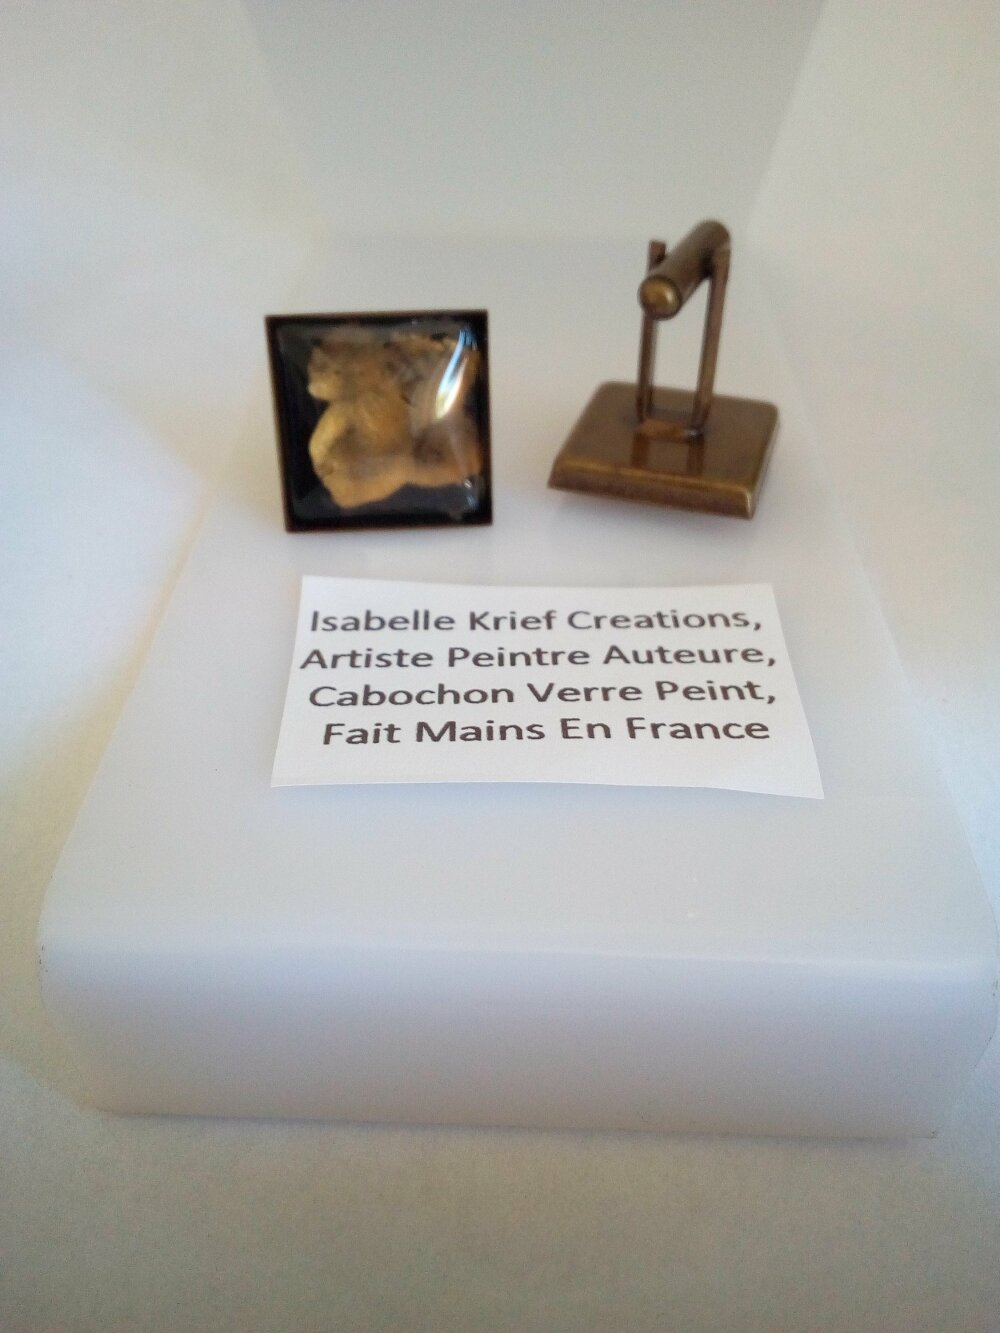 Isabelle Krief Creations,
Artiste Peintre Auteure,
Cabochon Verre Peint,
Fait Mains En France